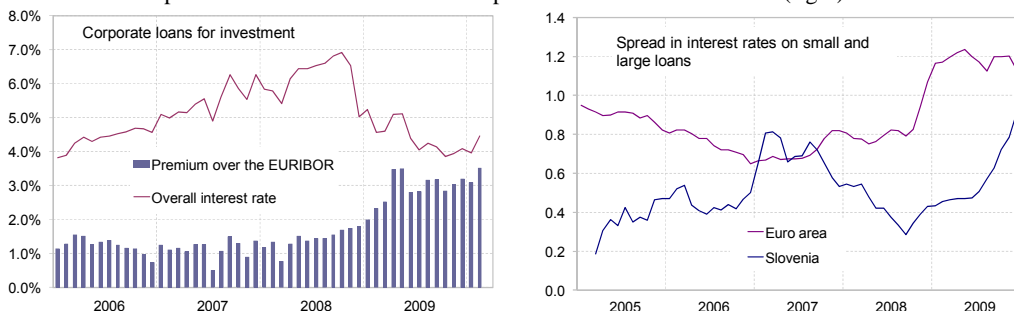 8.0%
7.0%
6.0%
5.0%
4.0%
3.0%
2.0%
1.0%
0.0%
Corporate loans for investment
Premium over the EURIBOR
Overall interest rate
2006 2007 2008 2009
1.4
1.2
1.0
0.8
0.6
0.4
0.2
0.0
Spread in interest rates on small and
large loans
Euro area
Slovenia
2005 2006 2007 2008 2009